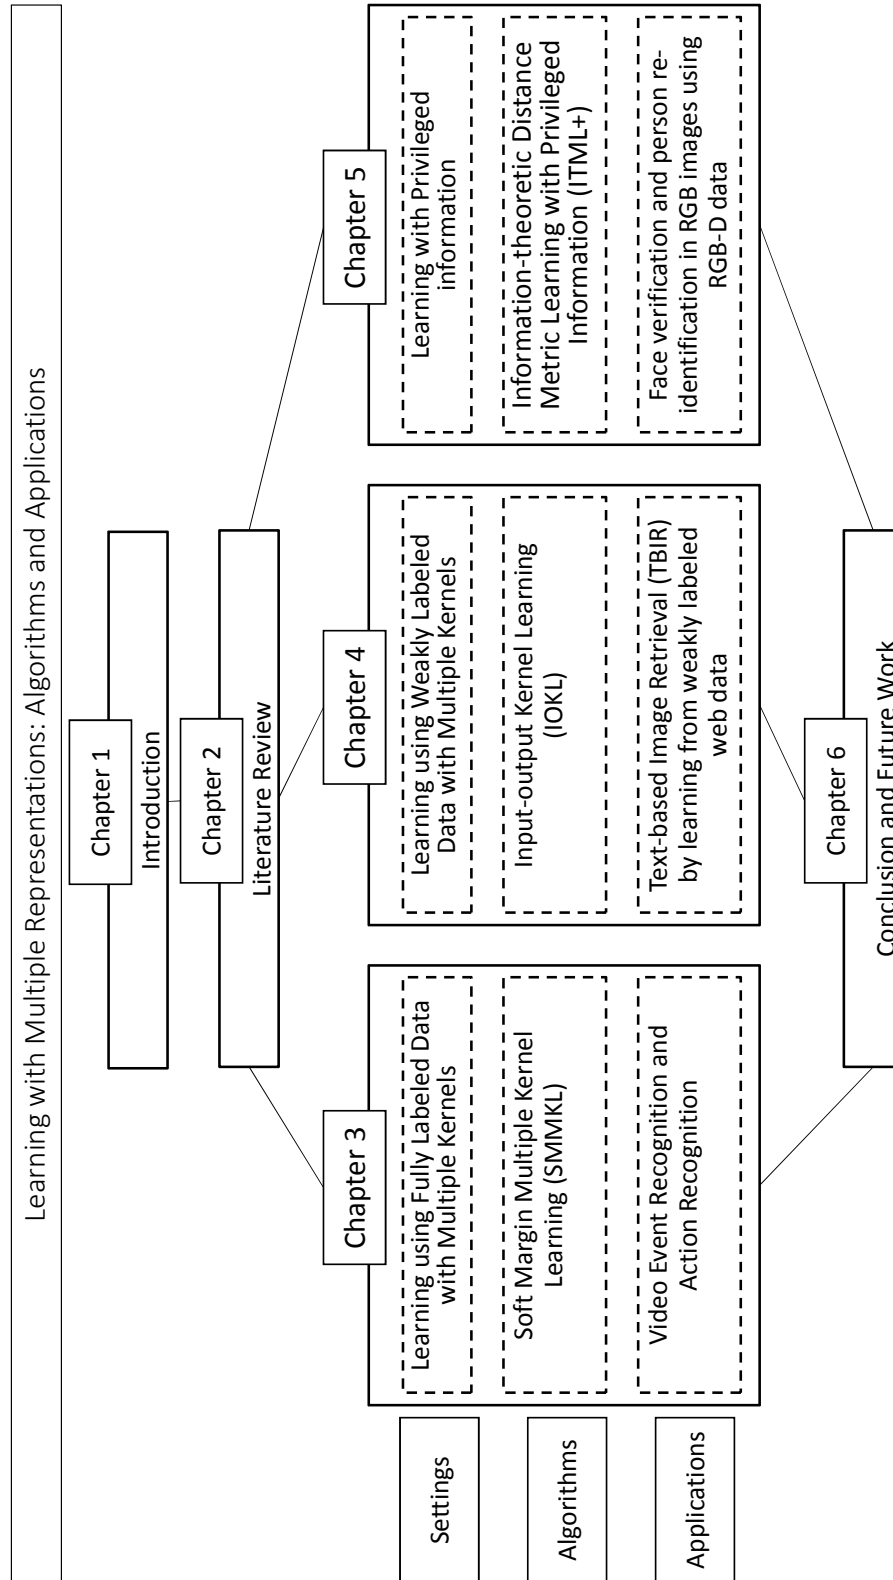 Learning with Multiple Representations: Algorithms and Applications
Chapter 1
Introduction
Chapter 2
Literature Review
Chapter 3
Learning using Fully Labeled Data
with Multiple Kernels
Soft Margin Multiple Kernel
Learning (SMMKL)
Video Event Recognition and
Action Recognition
Chapter 4
Learning using Weakly Labeled
Data with Multiple Kernels
Input-output Kernel Learning
(IOKL)
Text-based Image Retrieval (TBIR)
by learning from weakly labeled
web data
Chapter 5
Learning with Privileged
information
Information-theoretic Distance
Metric Learning with Privileged
Information (ITML+)
Face verification and person re-
identification in RGB images using
RGB-D data
Settings
Algorithms
Applications
Chapter 6
Conclusion and Future Work